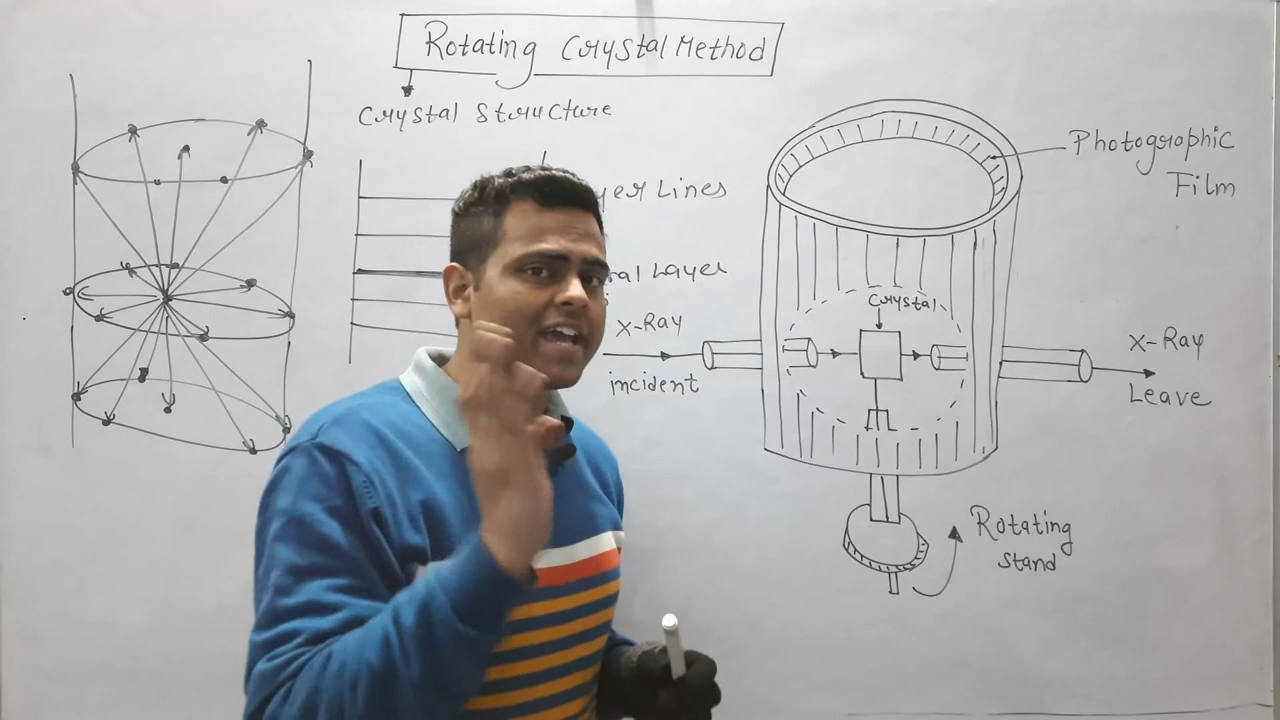 Rotating Crystal Method
Crystal Structure
Photographic
Film
Lines
Layer
Crystal
X-Ray
incident
X-Ray
Leave
Rotating
Stand